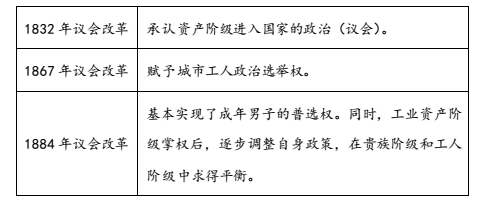 1832 年议会改革
承认资产阶级进入国家的政治（议会）。
1867 年议会改革
赋予城市工人政治选举权。
1884 年议会改革
基本实现了成年男子的普选权。同时，工业资产阶
级掌权后，逐步调整自身政策，在贵族阶级和工人
阶级中求得平衡。